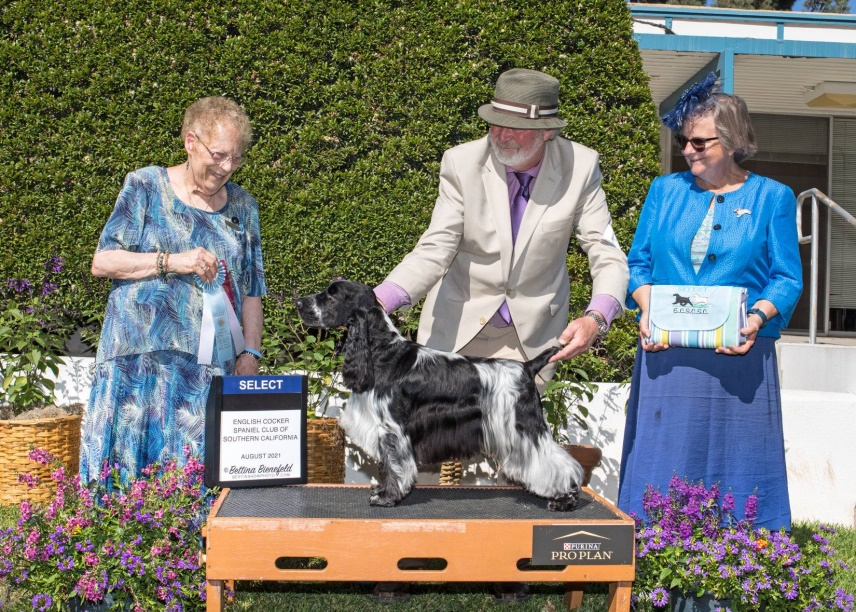 E.C.S.C.S.C.
SELECT
ENGLISH COCKER
SPANIEL CLUB OF
SOUTHERN CALIFORNIA
AUGUST 2021
© Bettina Bienefeld
PURINA
PRO PLAN